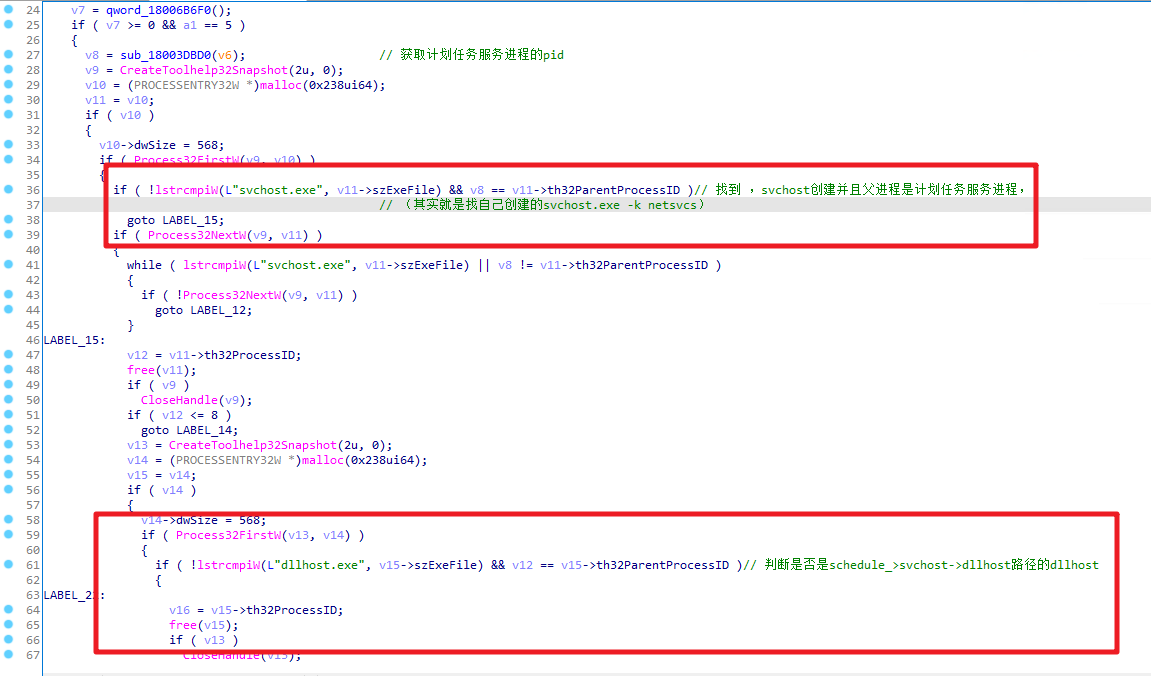 24 v7 = qword_18006B6F0();
25 if ( v7 >= 0 && a1 == 5 )
26 {
27 v8 = sub_18003DBD0(v6); // 获取计划任务服务进程的pid
28 v9 = CreateToolhelp32Snapshot(2u, 0);
29 v10 = (PROCESSENTRY32W *)malloc(0x238ui64);
30 v11 = v10;
31 if ( v10 )
32 {
33 v10->dwSize = 568;
34 if ( Process32FirstW(v9, v10) )
35 {
36 if ( !lstrcmpiW(L"svchost.exe", v11->szExeFile) && v8 == v11->th32ParentProcessID )// 找到 ，svchost创建并且父进程是计划任务服务进程，
37 // （其实就是找自己创建的svchost.exe -k netsvcs）
38 goto LABEL_15;
39 if ( Process32NextW(v9, v11) )
40 {
41 while ( lstrcmpiW(L"svchost.exe", v11->szExeFile) || v8 != v11->th32ParentProcessID )
42 {
43 if ( !Process32NextW(v9, v11) )
44 goto LABEL_12;
45 }
46 LABEL_15:
47 v12 = v11->th32ProcessID;
48 free(v11);
49 if ( v9 )
50 CloseHandle(v9);
51 if ( v12 <= 8 )
52 goto LABEL_14;
53 v13 = CreateToolhelp32Snapshot(2u, 0);
54 v14 = (PROCESSENTRY32W *)malloc(0x238ui64);
55 v15 = v14;
56 if ( v14 )
57 {
58 v14->dwSize = 568;
59 if ( Process32FirstW(v13, v14) )
60 {
61 if ( !lstrcmpiW(L"dllhost.exe", v15->szExeFile) && v12 == v15->th32ParentProcessID )// 判断是否是schedule_>svchost->dllhost路径的dllhost
62 {
63 LABEL_2
64 v16 = v15->th32ProcessID;
65 free(v15);
66 if ( v13 )
67 CloseHandle(v13);